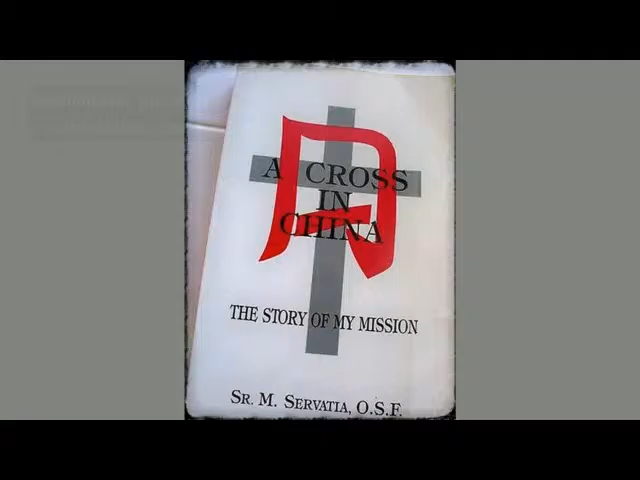 A CROSS
IN
CHINA
THE STORY OF MY MISSION
SR. M. SERVATIA, O.S.F.